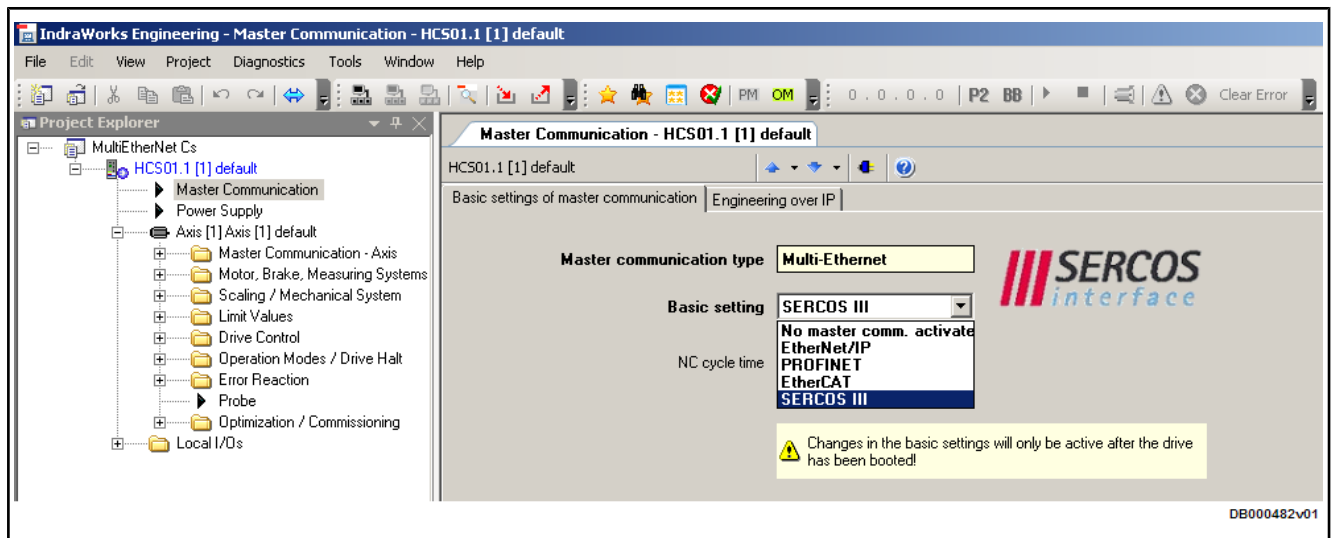 IndraWorks Engineering - Master Communication - HCS01.1 [1] default
File Edit View Project Diagnostics Tools Window Help
PM OM 0.0.0.0 P2 BB Clear Error
Project Explorer
MultiEtherNet Cs
HCS01.1 [1] default
Master Communication
Power Supply
Axis [1] Axis [1] default
Master Communication - Axis
Motor, Brake, Measuring Systems
Scaling / Mechanical System
Limit Values
Drive Control
Operation Modes / Drive Halt
Error Reaction
Probe
Optimization / Commissioning
Local I/Os
Master Communication - HCS01.1 [1] default
HCS01.1 [1] default
Basic settings of master communication Engineering over IP
Master communication type Multi-Ethernet
SERCOS
interface
Basic setting SERCOS III
No master comm. activate
EtherNet/IP
NC cycle time
PROFINET
EtherCAT
SERCOS III
Changes in the basic settings will only be active after the drive
has been booted!
DB000482v01